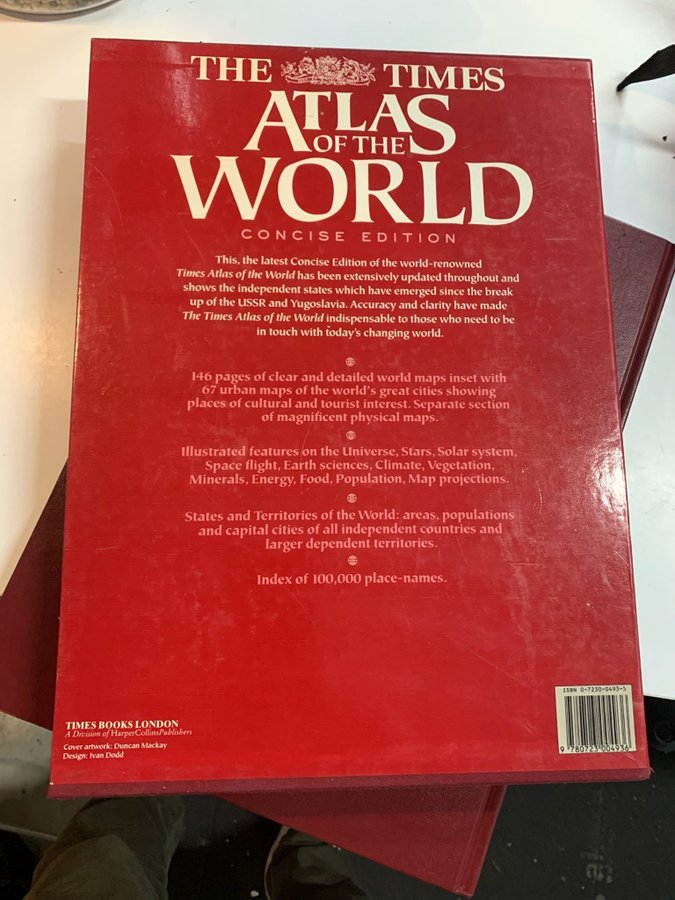 THE TIMES
ATLAS
OF THE
WORLD
CONCISE EDITION
This, the latest Concise Edition of the world-renowned
Times Atlas of the World has been extensively updated throughout and
shows the independent states which have emerged since the break
up of the USSR and Yugoslavia. Accuracy and clarity have made
The Times Atlas of the World indispensable to those who need to be
in touch with today's changing world.
146 pages of clear and detailed world maps inset with
67 urban maps of the world's great cities showing
places of cultural and tourist interest. Separate section
of magnificent physical maps.
Illustrated features on the Universe, Stars, Solar system,
Space flight, Earth sciences, Climate, Vegetation,
Minerals, Energy, Food, Population, Map projections.
States and Territories of the World: areas, populations
and capital cities of all independent countries and
larger dependent territories.
Index of 100,000 place-names.
TIMES BOOKS LONDON
A Division of HarperCollinsPublishers
Cover artwork: Duncan Mackay
Design: Ivan Dodd
ISBN 0-7230-0493-5
9 780723 004936